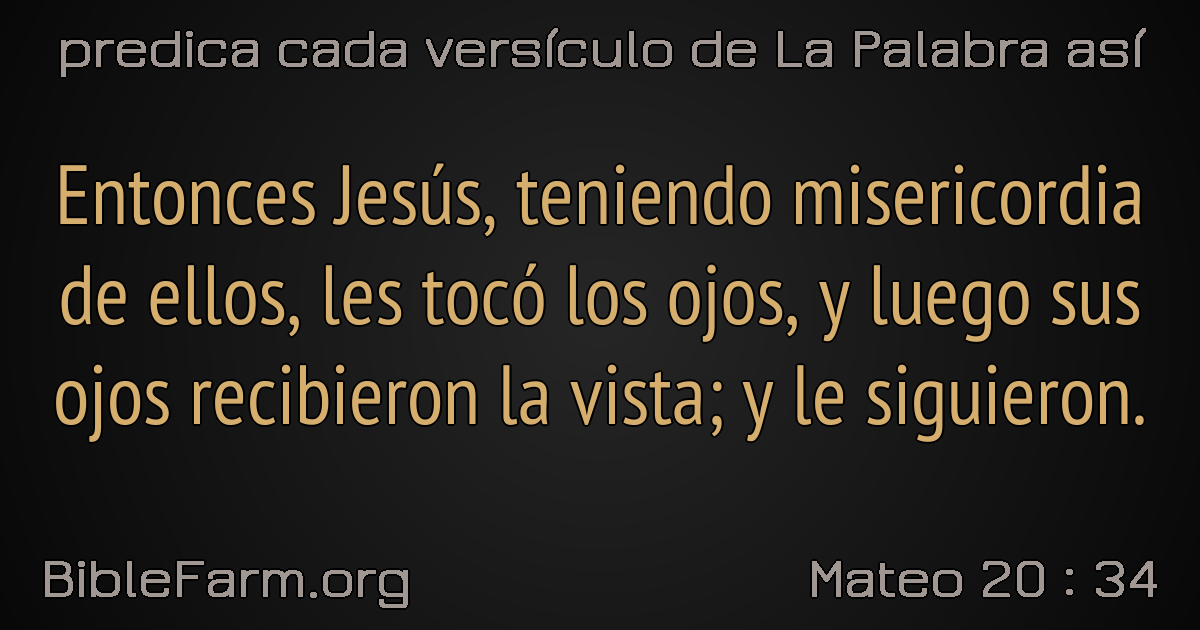 predica cada versículo de La Palabra así
Entonces Jesús, teniendo misericordia
de ellos, les tocó los ojos, y luego sus
ojos recibieron la vista; y le siguieron.
BibleFarm.org
Mateo 20 : 34